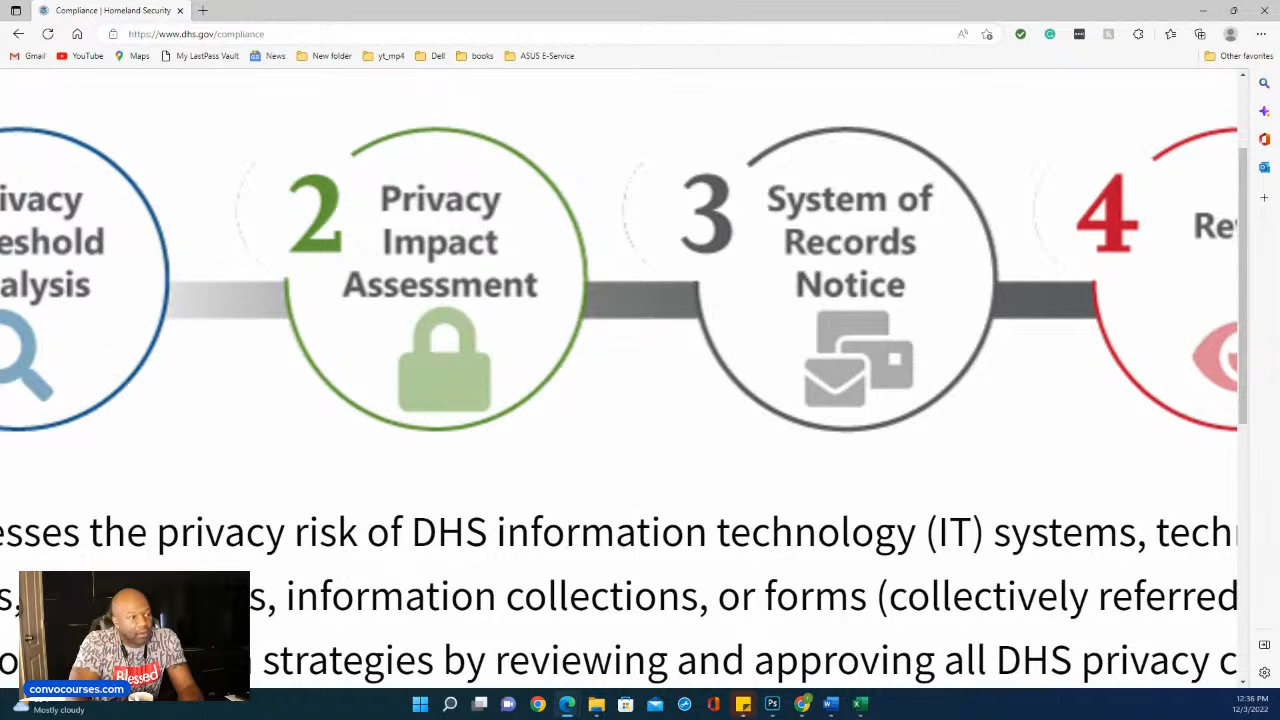 Compliance | Homeland Security
https://www.dhs.gov/compliance
Gmail YouTube Maps My LastPass Vault News New folder yt_mp4 Dell books ASUS E-Service Other favorites
ivacy
eshold
alysis
2 Privacy
Impact
Assessment
3 System of
Records
Notice
4 Re
esses the privacy risk of DHS information technology (IT) systems, tech
s, information collections, or forms (collectively referred
strategies by reviewing and approving all DHS privacy c
Blessed
convocourses.com
Mostly cloudy
12:36 PM
12/3/2022